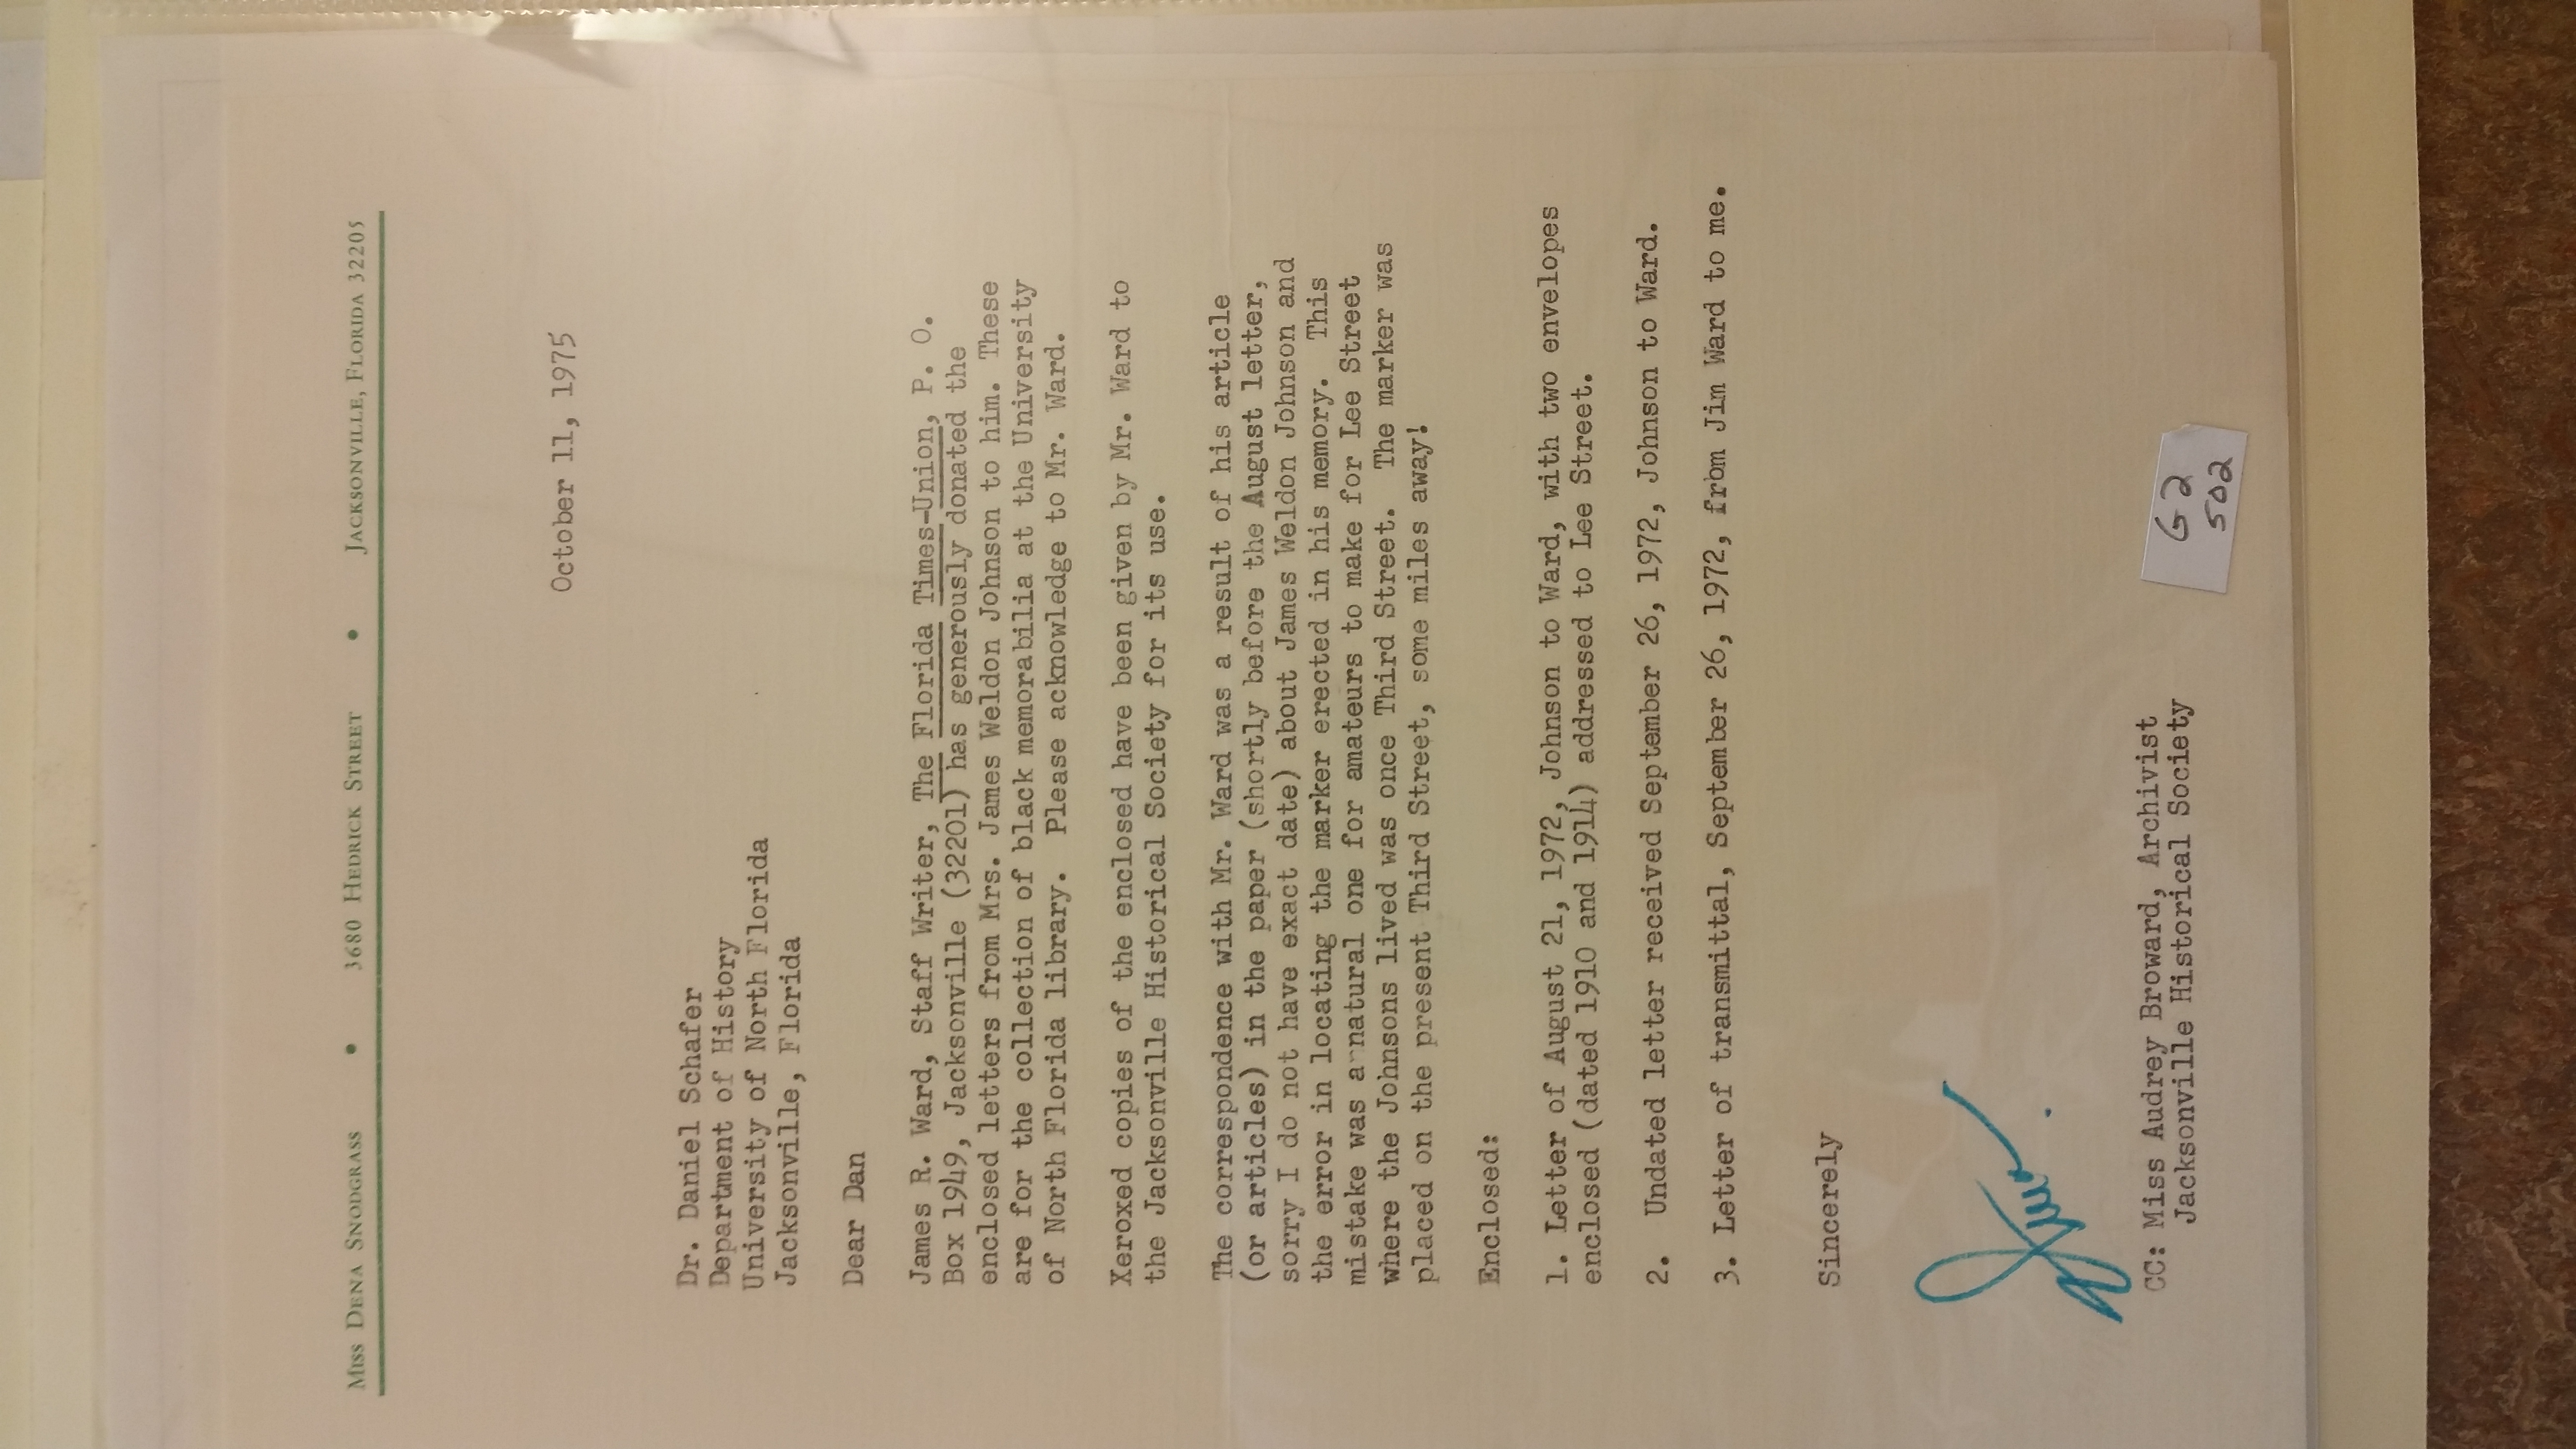 MISS DENA SNODGRASS • 3680 HEDRICK STREET • JACKSONVILLE, FLORIDA 32205
October 11, 1975
Dr. Daniel Schafer
Department of History
University of North Florida
Jacksonville, Florida
Dear Dan
James R. Ward, Staff Writer, The Florida Times-Union, P. O.
Box 1949, Jacksonville (32201) has generously donated the
enclosed letters from Mrs. James Weldon Johnson to him. These
are for the collection of black memorabilia at the University
of North Florida library. Please acknowledge to Mr. Ward.
Xeroxed copies of the enclosed have been given by Mr. Ward to
the Jacksonville Historical Society for its use.
The correspondence with Mr. Ward was a result of his article
(or articles) in the paper (shortly before the August letter,
sorry I do not have exact date) about James Weldon Johnson and
the error in locating the marker erected in his memory. This
mistake was a natural one for amateurs to make for Lee Street
where the Johnsons lived was once Third Street. The marker was
placed on the present Third Street, some miles away!
Enclosed:
1. Letter of August 21, 1972, Johnson to Ward, with two envelopes
enclosed (dated 1910 and 1914) addressed to Lee Street.
2. Undated letter received September 26, 1972, Johnson to Ward.
3. Letter of transmittal, September 26, 1972, from Jim Ward to me.
Sincerely
Dena
CC: Miss Audrey Broward, Archivist
Jacksonville Historical Society
G2
502